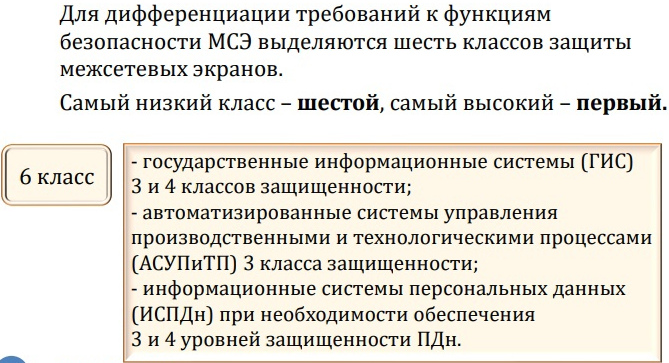 Для дифференциации требований к функциям
безопасности МСЭ выделяются шесть классов защиты
межсетевых экранов.
Самый низкий класс – шестой, самый высокий – первый.
6 класс
- государственные информационные системы (ГИС)
3 и 4 классов защищенности;
- автоматизированные системы управления
производственными и технологическими процессами
(АСУПиТП) 3 класса защищенности;
- информационные системы персональных данных
(ИСПДн) при необходимости обеспечения
3 и 4 уровней защищенности ПДн.